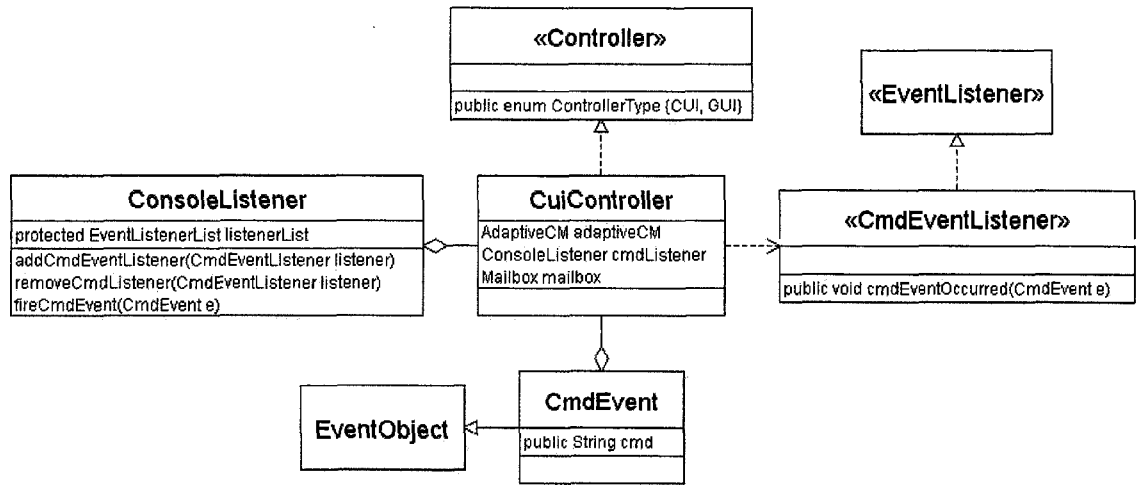 «Controller»
public enum ControllerType {CUI, GUI}
«EventListener»
ConsoleListener
protected EventListenerList listenerList
addCmdEventListener(CmdEventListener listener)
removeCmdListener(CmdEventListener listener)
fireCmdEvent(CmdEvent e)
CuiController
AdaptiveCM adaptiveCM
ConsoleListener cmdListener
Mailbox mailbox
«CmdEventListener»
public void cmdEventOccurred(CmdEvent e)
EventObject
CmdEvent
public String cmd